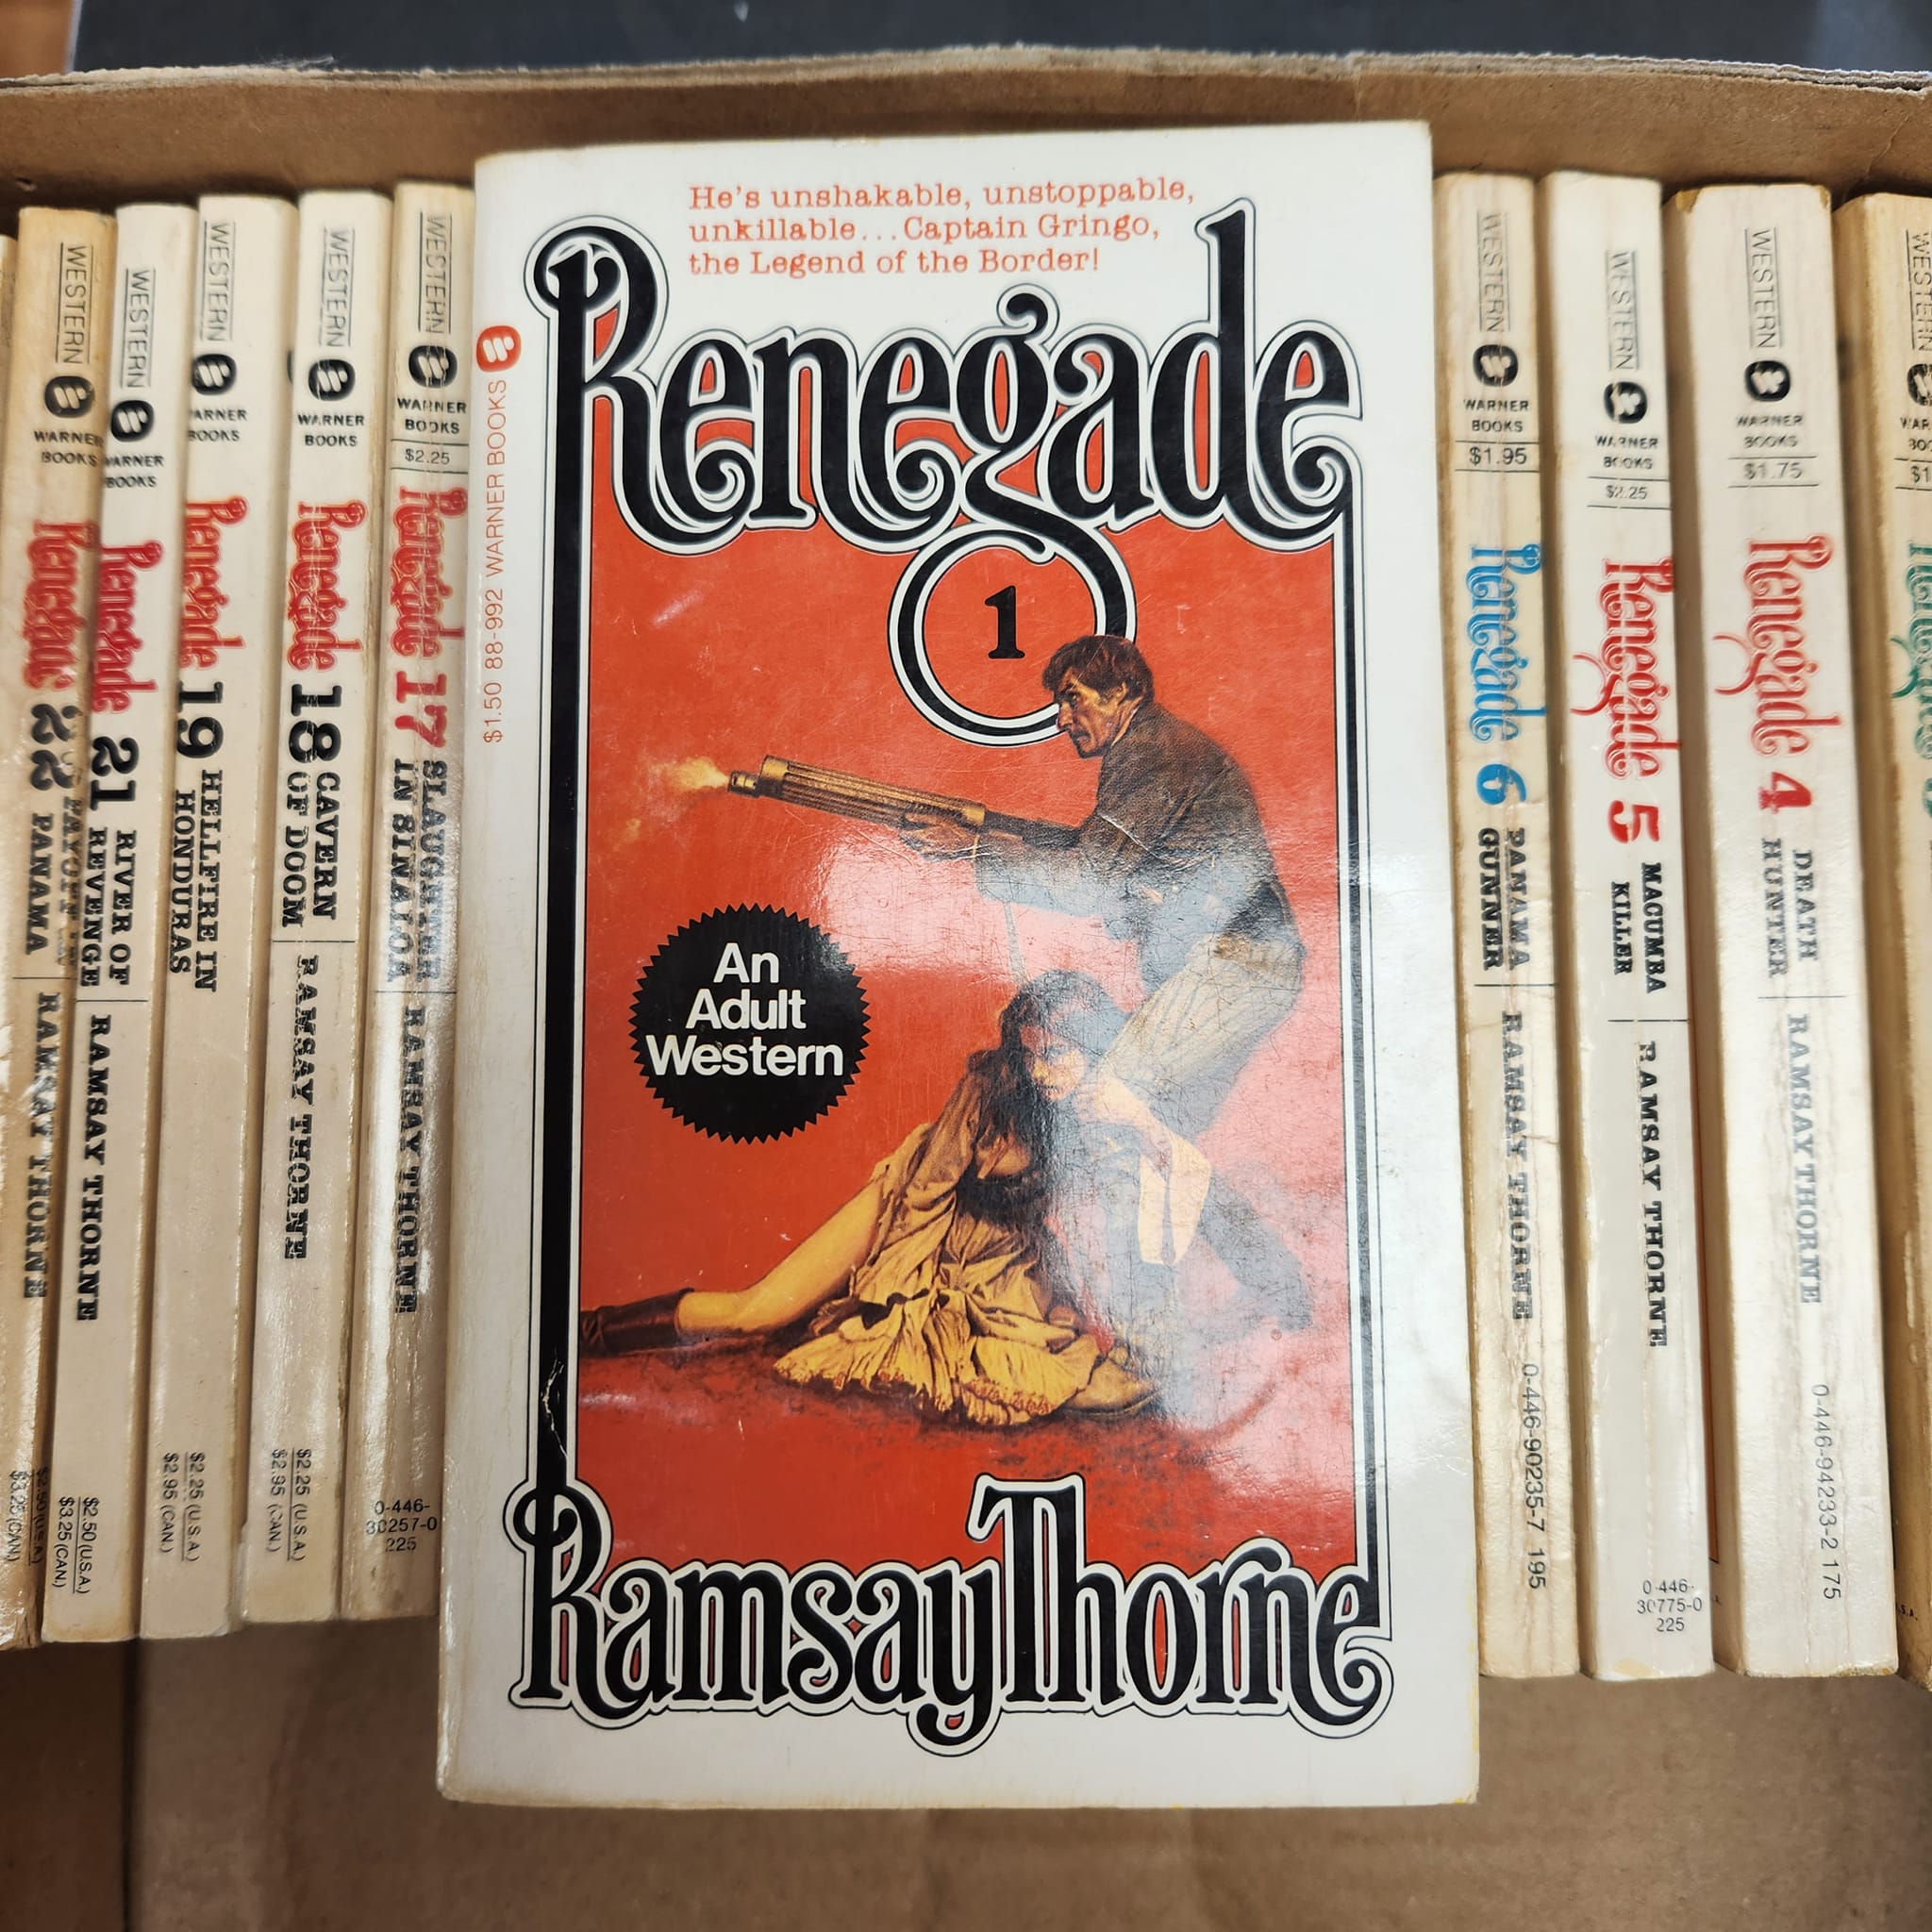 He's unshakable, unstoppable,
unkillable...Captain Gringo,
the Legend of the Border!
Renegade
1
An
Adult
Western
Ramsay Thorne
$1.50 88-992 WARNER BOOKS
WESTERN
WARNER
BOOKS
Renegade 22
PANAMA
RAMSAY THORNE
$2.50 (U.S.A.)
$3.25 (CAN.)
WESTERN
WARNER
BOOKS
Renegade 21
RIVER OF
REVENGE
RAMSAY THORNE
$2.50 (U.S.A.)
$3.25 (CAN.)
WESTERN
WARNER
BOOKS
Renegade 19
HELLFIRE IN
HONDURAS
$2.25 (U.S.A.)
$2.95 (CAN.)
WESTERN
WARNER
BOOKS
Renegade 18
CAVERN
OF DOOM
RAMSAY THORNE
$2.25 (U.S.A.)
$2.95 (CAN.)
WESTERN
WARNER
BOOKS
$2.25
Renegade 17
SLAUGHTER
IN SINALOA
RAMSAY THORNE
0-446-
30257-0
225
WESTERN
WARNER
BOOKS
$1.95
Renegade 6
PANAMA
GUNNER
RAMSAY THORNE
0-446-90235-7 195
WESTERN
WARNER
BOOKS
$2.25
Renegade 5
MACUMBA
KILLER
RAMSAY THORNE
0-446-
30775-0
225
WESTERN
WARNER
BOOKS
$1.75
Renegade 4
DEATH
HUNTER
RAMSAY THORNE
0-446-94233-2 175
WESTERN